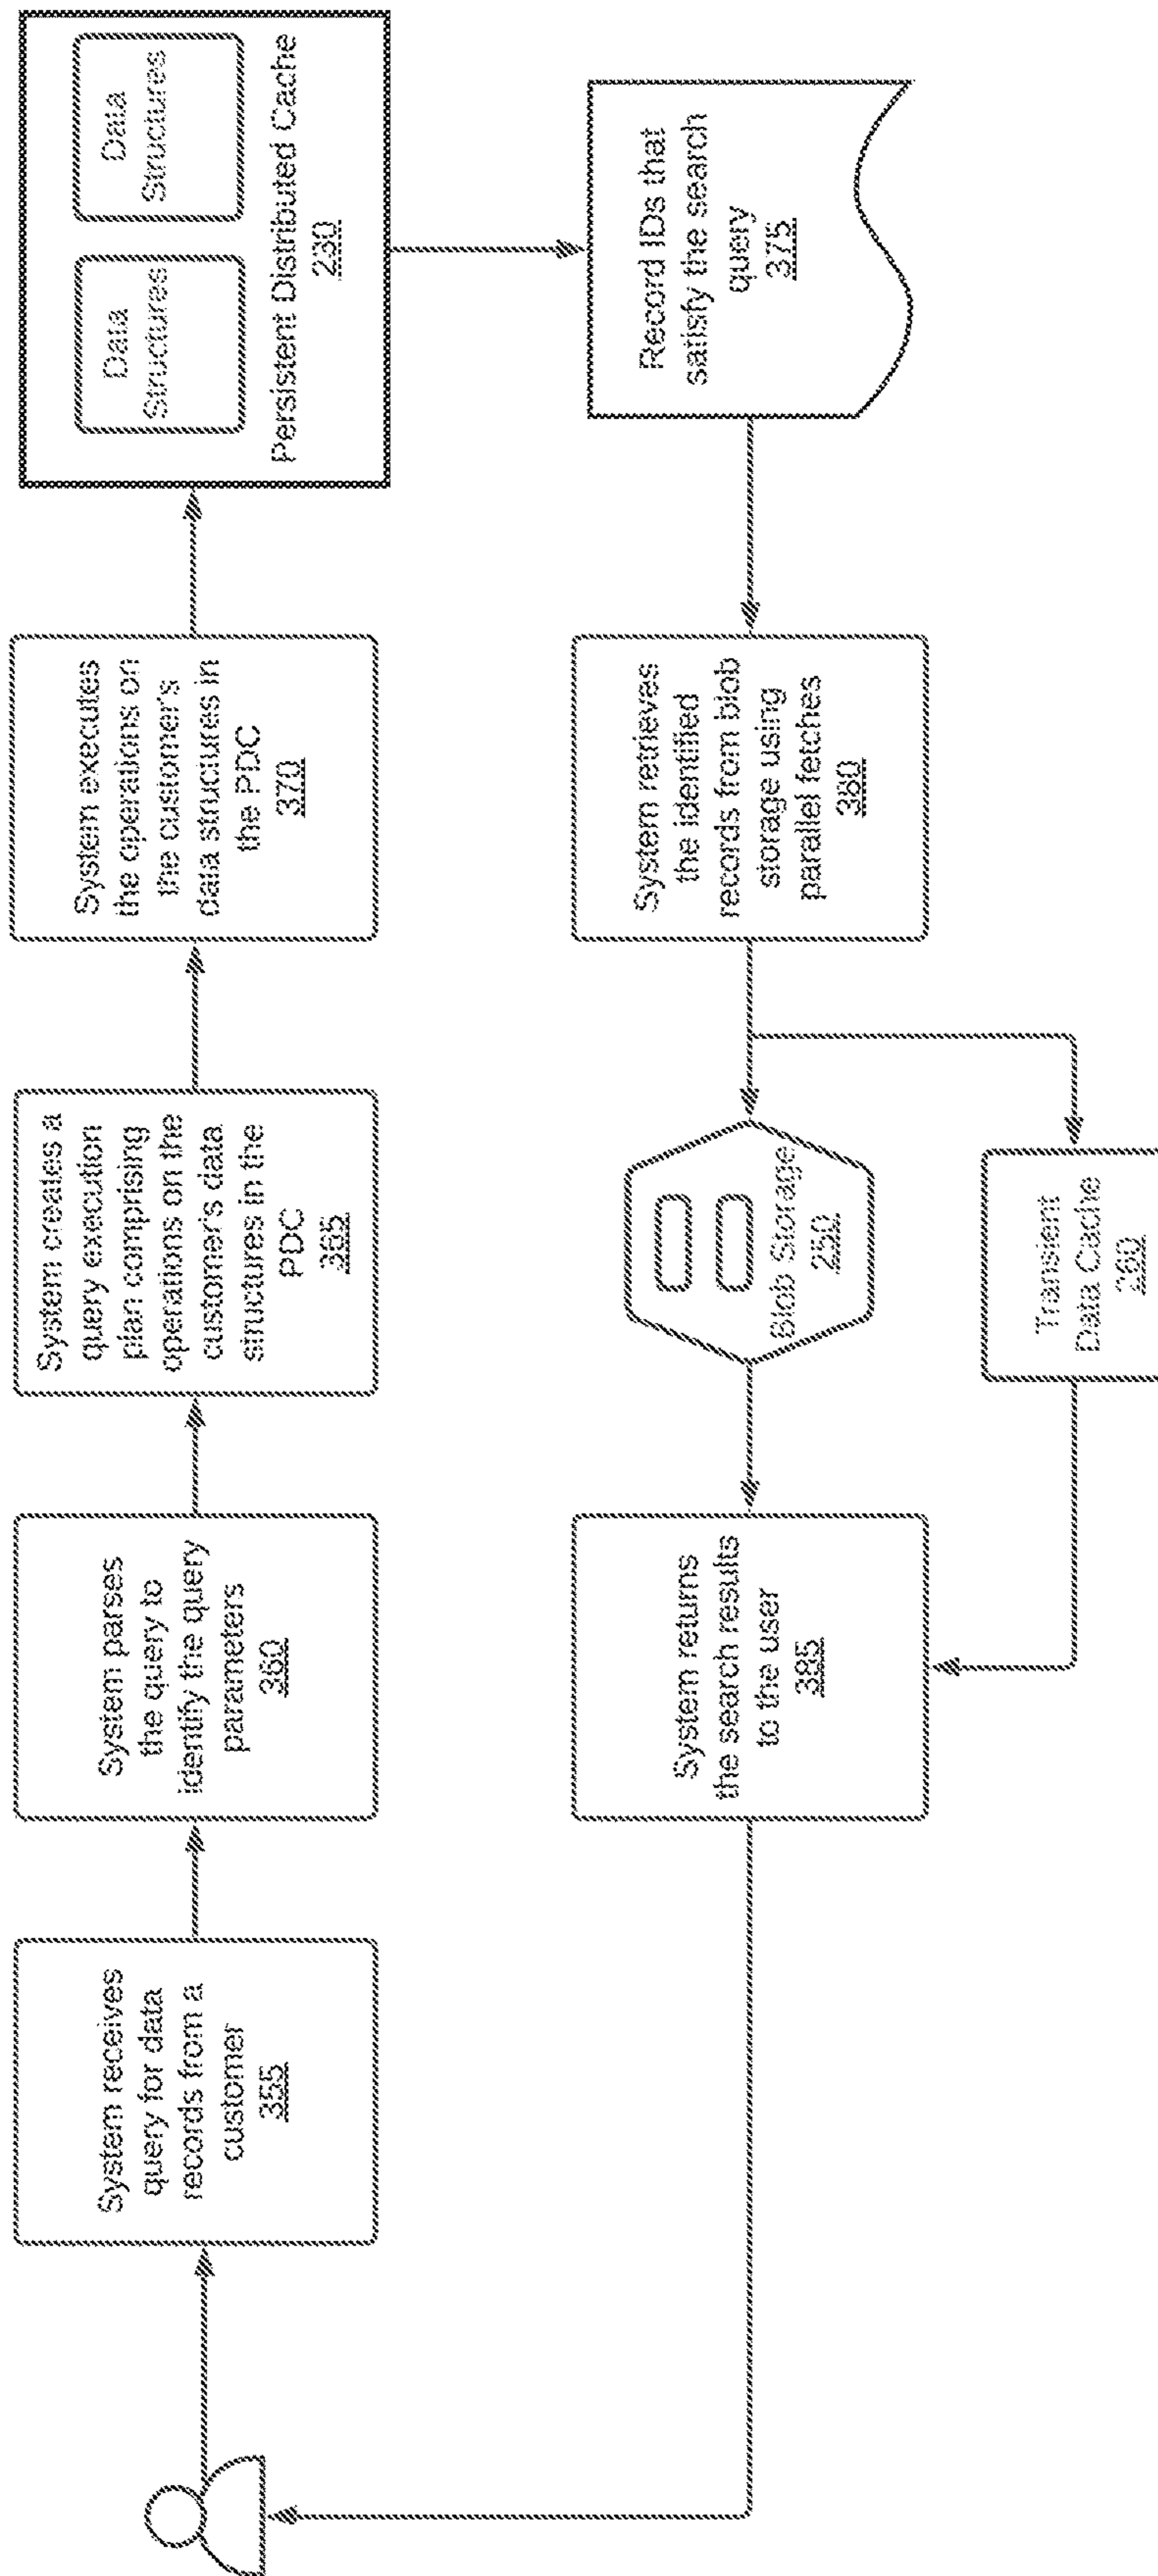 System receives
query for data
records from a
customer
355
System parses
the query to
identify the query
parameters
360
System creates a
query execution
plan comprising
operations on the
customer's data
structures in the
PDC
365
System executes
the operations on
the customer's
data structures in
the PDC
370
Data
Structures
Data
Structures
Persistent Distributed Cache
230
Record IDs that
satisfy the search
query
375
System retrieves
the identified
records from blob
storage using
parallel fetches
380
Blob Storage
250
Transient
Data Cache
260
System returns
the search results
to the user
385